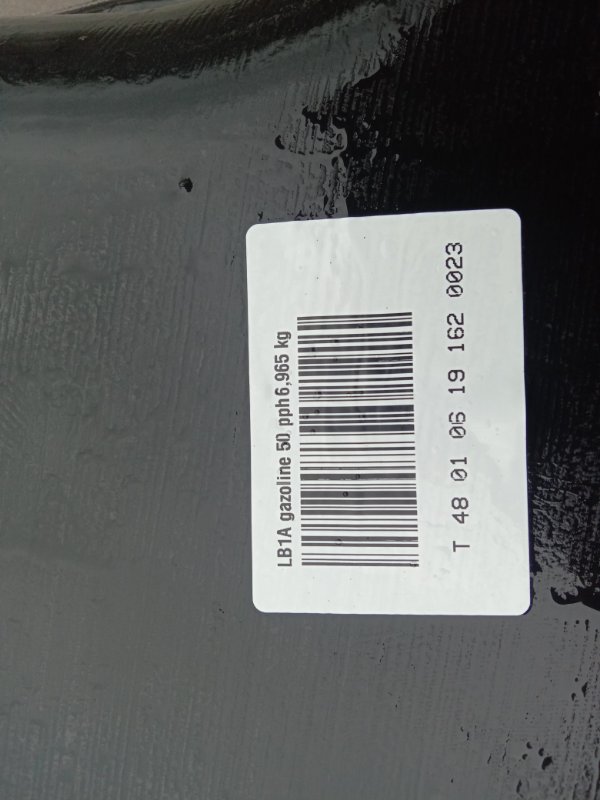 LB1A gazoline 50 pph6,965 kg
T 48 01 06 19 162 0023